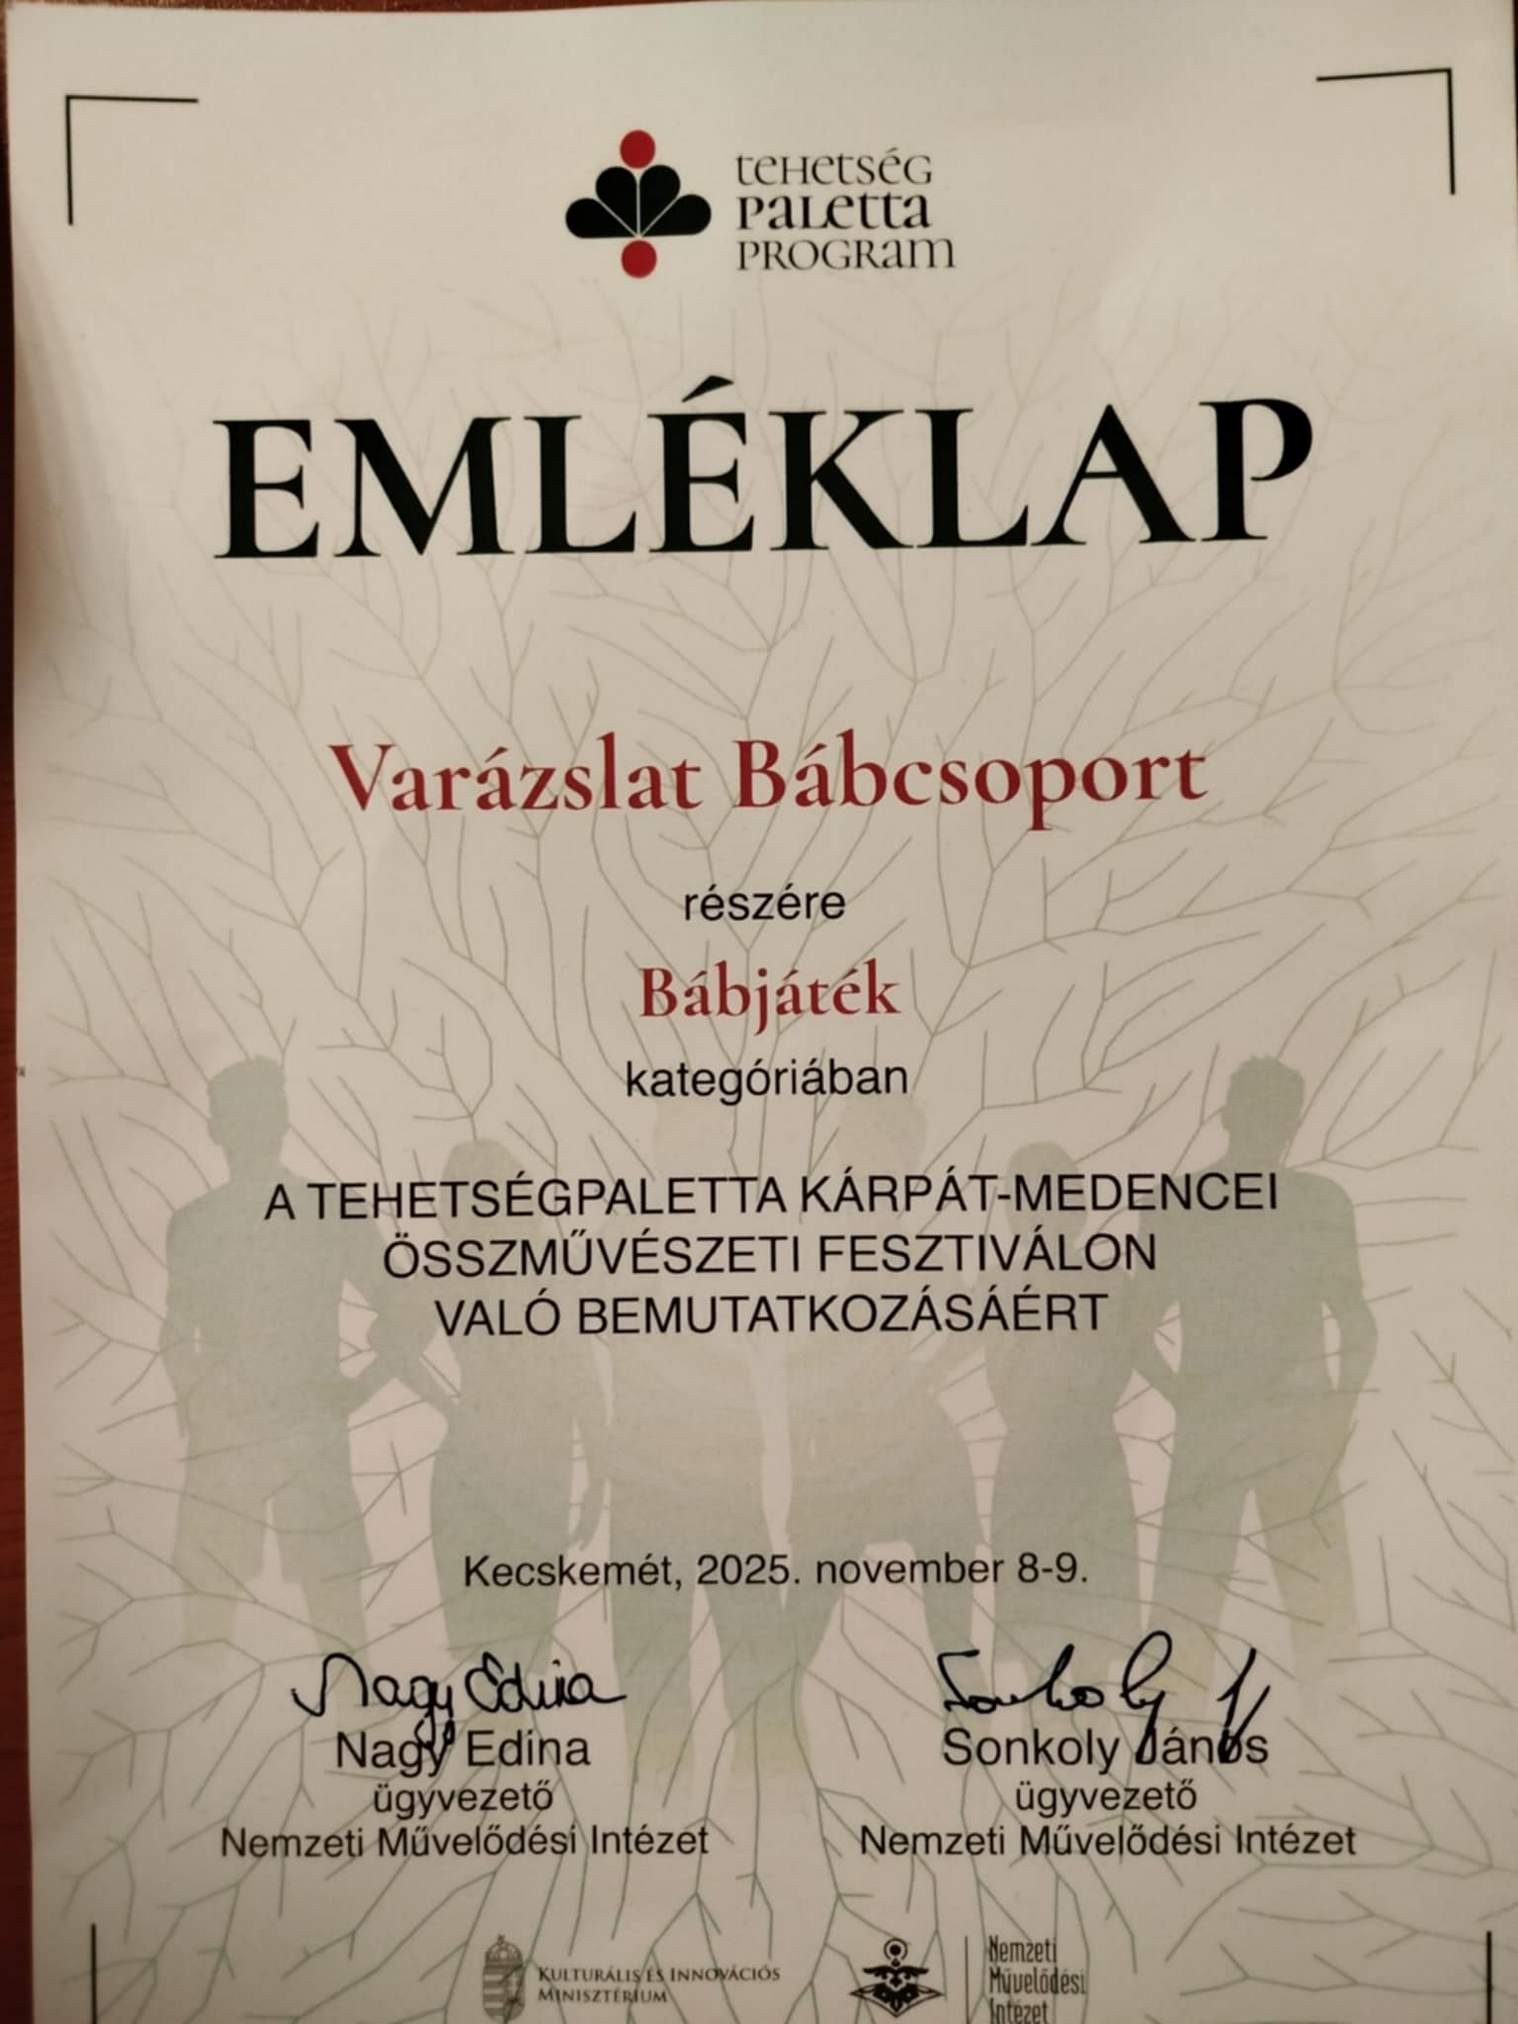 teHetség
paLetta
PROGRam
EMLÉKLAP
Varázslat Bábcsoport
részére
Bábjáték
kategóriában
A TEHETSÉGPALETTA KÁRPÁT-MEDENCEI
ÖSSZMŰVÉSZETI FESZTIVÁLON
VALÓ BEMUTATKOZÁSÁÉRT
Kecskemét, 2025. november 8-9.
Nagy Edina
Sonkoly J
Nagy Edina
Sonkoly János
ügyvezető
ügyvezető
Nemzeti Művelődési Intézet
Nemzeti Művelődési Intézet
KULTURÁLIS ÉS INNOVÁCIÓS
MINISZTÉRIUM
Nemzeti
Művelődési
Intézet